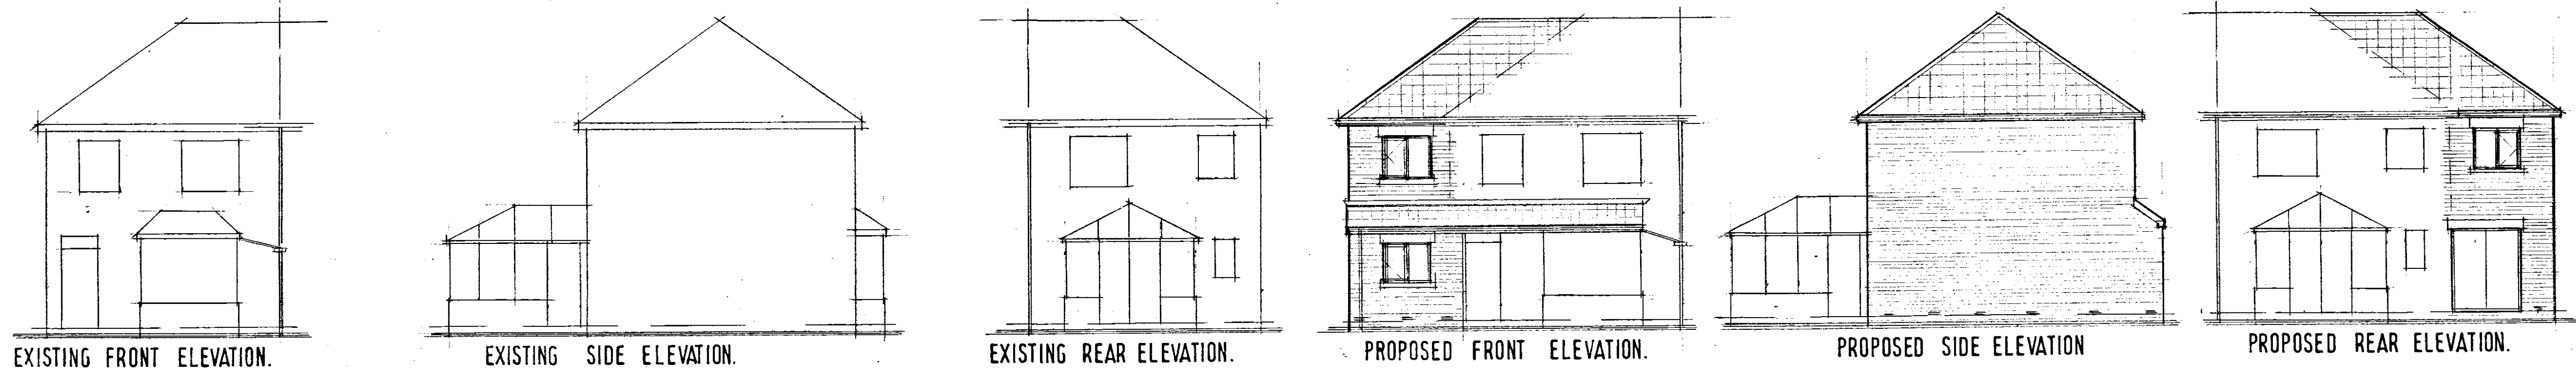 EXISTING FRONT ELEVATION.
EXISTING SIDE ELEVATION.
EXISTING REAR ELEVATION.
PROPOSED FRONT ELEVATION.
PROPOSED SIDE ELEVATION
PROPOSED REAR ELEVATION.